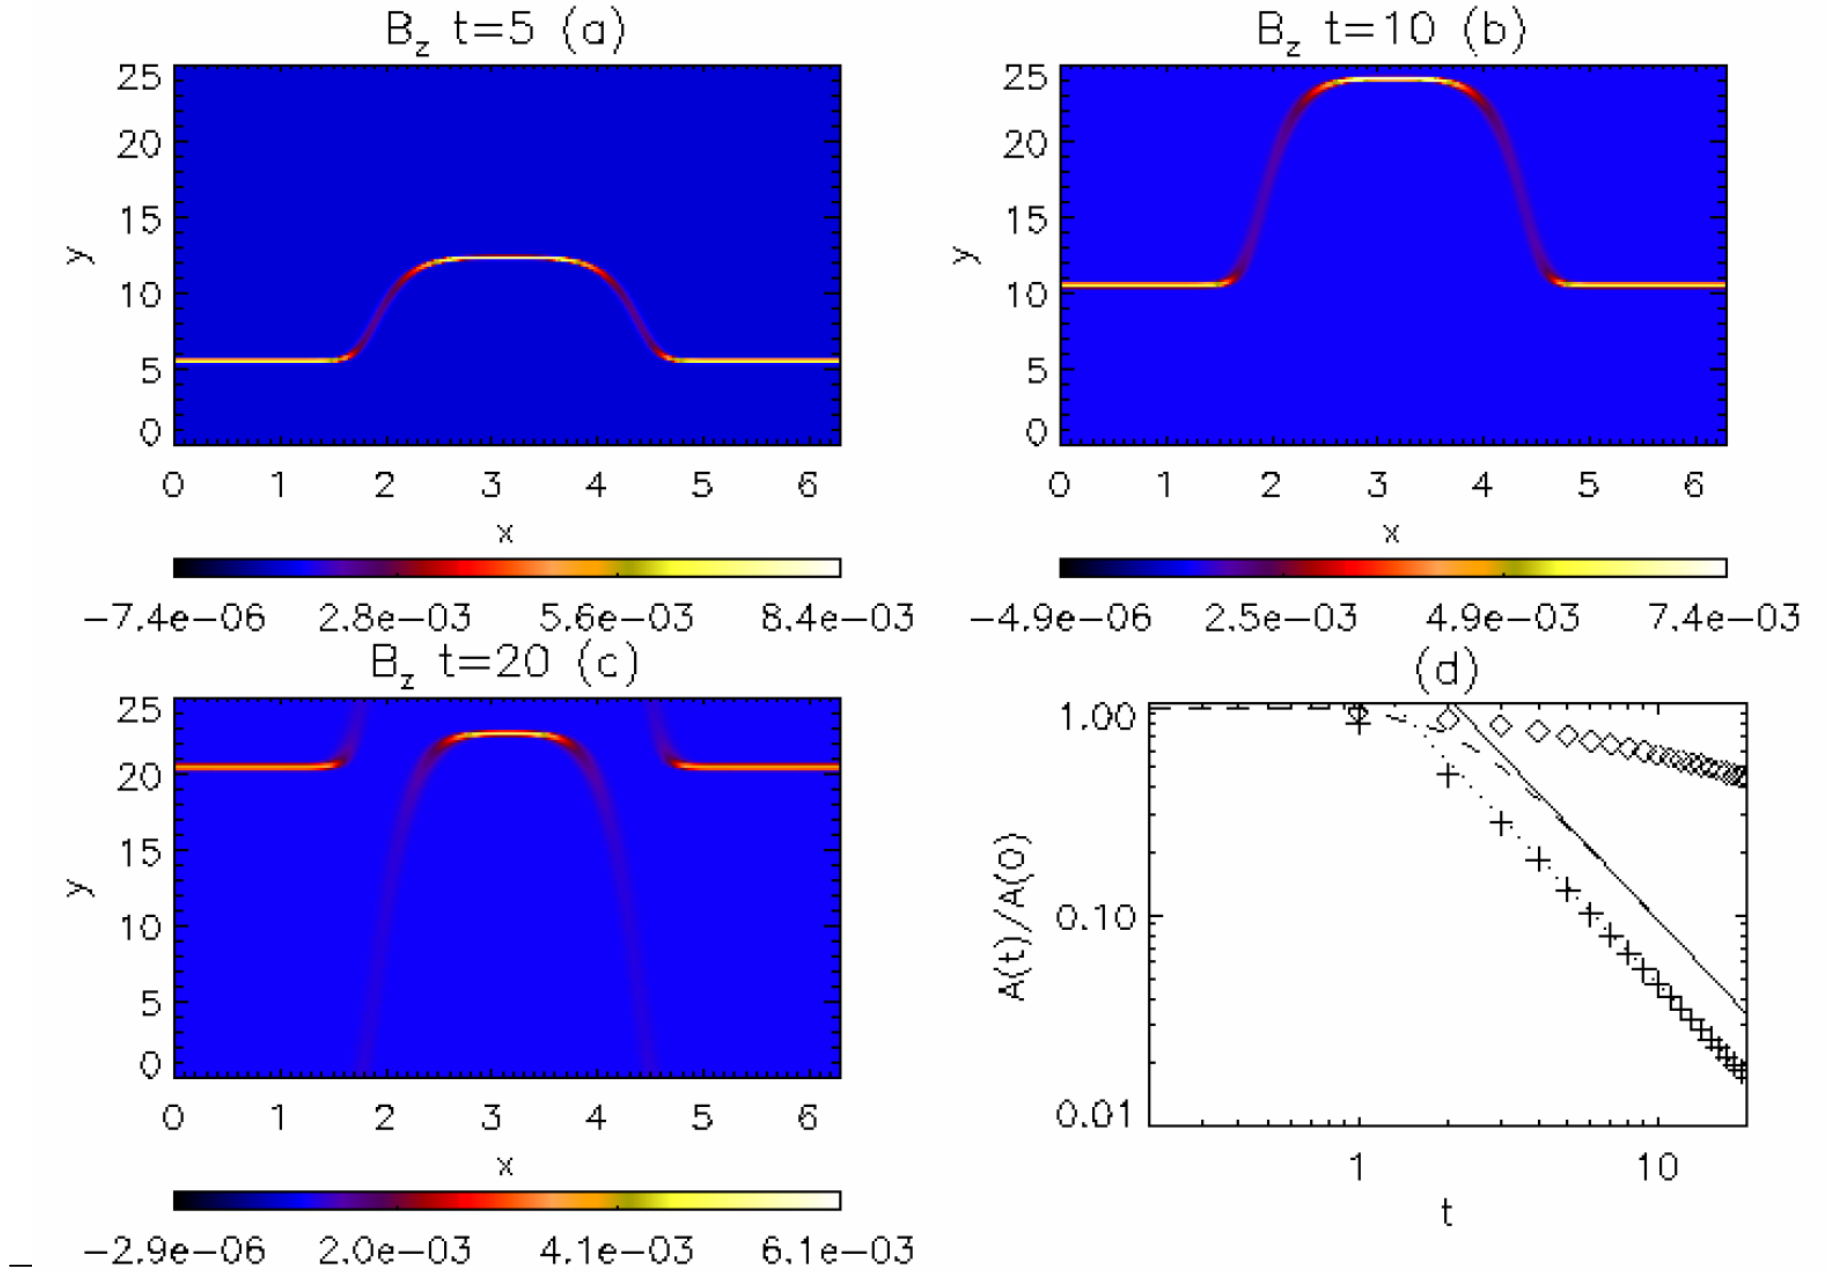 B_z t=5 (a)
25
20
15
10
5
0
y
0 1 2 3 4 5 6
x
−7.4e−06 2.8e−03 5.6e−03 8.4e−03
B_z t=10 (b)
25
20
15
10
5
0
y
0 1 2 3 4 5 6
x
−4.9e−06 2.5e−03 4.9e−03 7.4e−03
B_z t=20 (c)
25
20
15
10
5
0
y
0 1 2 3 4 5 6
x
−2.9e−06 2.0e−03 4.1e−03 6.1e−03
(d)
1.00
0.10
0.01
A(t)/A(0)
1 10
t